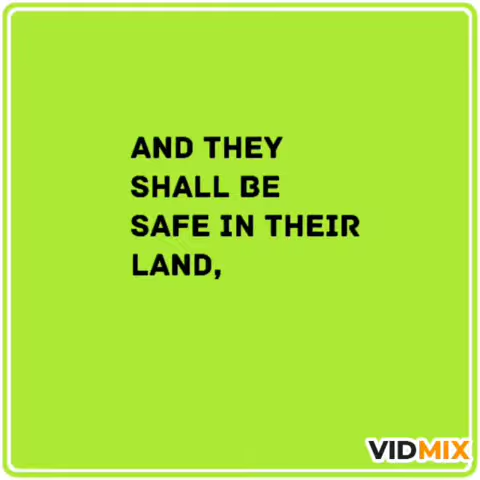 AND THEY
SHALL BE
SAFE IN THEIR
LAND,
VIDMIX